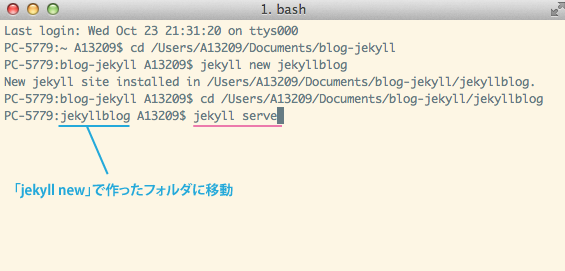 1. bash
Last login: Wed Oct 23 21:31:20 on ttys000
PC-5779:~ A13209$ cd /Users/A13209/Documents/blog-jekyll
PC-5779:blog-jekyll A13209$ jekyll new jekyllblog
New jekyll site installed in /Users/A13209/Documents/blog-jekyll/jekyllblog.
PC-5779:blog-jekyll A13209$ cd /Users/A13209/Documents/blog-jekyll/jekyllblog
PC-5779:jekyllblog A13209$ jekyll serve
「jekyll new」で作ったフォルダに移動